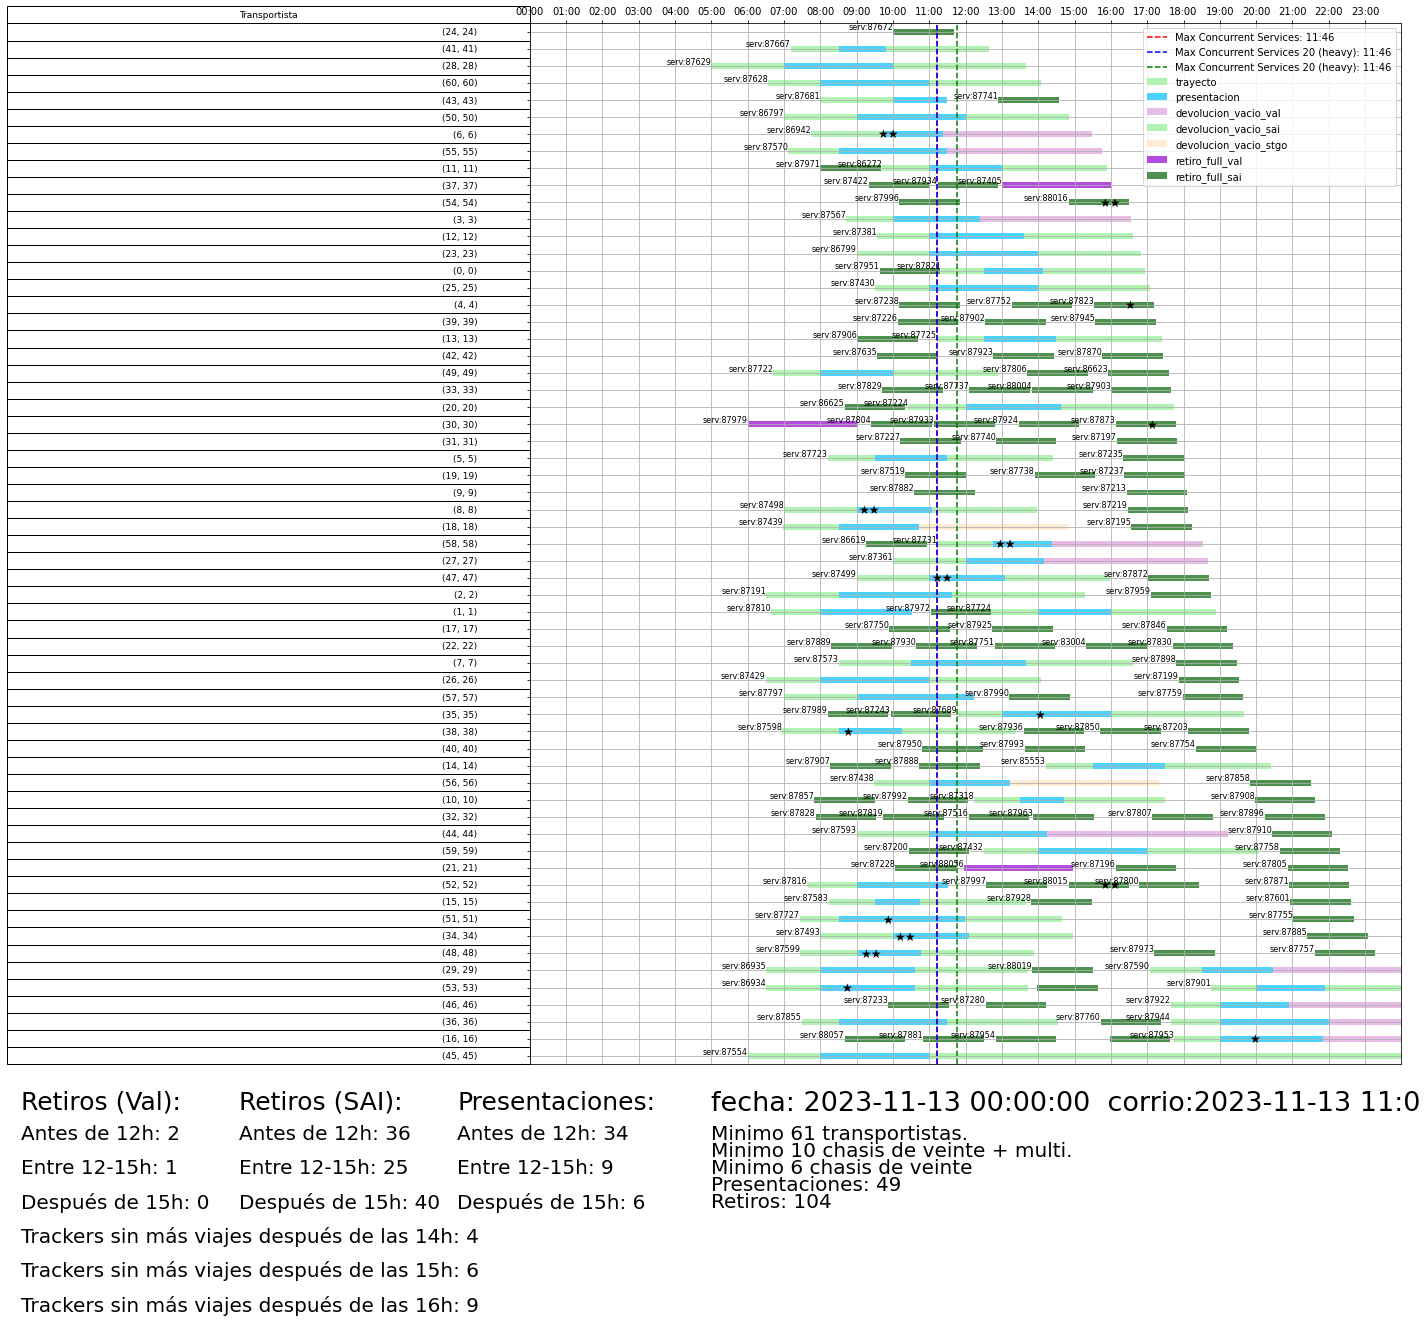 Transportista
00:00 01:00 02:00 03:00 04:00 05:00 06:00 07:00 08:00 09:00 10:00 11:00 12:00 13:00 14:00 15:00 16:00 17:00 18:00 19:00 20:00 21:00 22:00 23:00
Max Concurrent Services: 11:46
Max Concurrent Services 20 (heavy): 11:46
Max Concurrent Services 20 (heavy): 11:46
trayecto
presentacion
devolucion_vacio_val
devolucion_vacio_sai
devolucion_vacio_stgo
retiro_full_val
retiro_full_sai
(24, 24) serv:87672
(41, 41) serv:87667
(28, 28) serv:87629
(60, 60) serv:87628
(43, 43) serv:87681 serv:87741
(50, 50) serv:86797
(6, 6) serv:86942
(55, 55) serv:87570
(11, 11) serv:87971 serv:86272
(37, 37) serv:87422 serv:87934 serv:87405
(54, 54) serv:87996 serv:88016
(3, 3) serv:87567
(12, 12) serv:87381
(23, 23) serv:86799
(0, 0) serv:87951 serv:87821
(25, 25) serv:87430
(4, 4) serv:87238 serv:87752 serv:87823
(39, 39) serv:87226 serv:87902 serv:87945
(13, 13) serv:87906 serv:87725
(42, 42) serv:87635 serv:87923 serv:87870
(49, 49) serv:87722 serv:87806 serv:86623
(33, 33) serv:87829 serv:87737 serv:88004 serv:87903
(20, 20) serv:86625 serv:87224
(30, 30) serv:87979 serv:87804 serv:87933 serv:87924 serv:87873
(31, 31) serv:87227 serv:87740 serv:87197
(5, 5) serv:87723 serv:87235
(19, 19) serv:87519 serv:87738 serv:87237
(9, 9) serv:87882 serv:87213
(8, 8) serv:87498 serv:87219
(18, 18) serv:87439 serv:87195
(58, 58) serv:86619 serv:87731
(27, 27) serv:87361
(47, 47) serv:87499 serv:87872
(2, 2) serv:87191 serv:87959
(1, 1) serv:87810 serv:87972 serv:87724
(17, 17) serv:87750 serv:87925 serv:87846
(22, 22) serv:87889 serv:87930 serv:87751 serv:83004 serv:87830
(7, 7) serv:87573 serv:87898
(26, 26) serv:87429 serv:87199
(57, 57) serv:87797 serv:87990 serv:87759
(35, 35) serv:87989 serv:87243 serv:87689
(38, 38) serv:87598 serv:87936 serv:87850 serv:87203
(40, 40) serv:87950 serv:87993 serv:87754
(14, 14) serv:87907 serv:87888 serv:85553
(56, 56) serv:87438 serv:87858
(10, 10) serv:87857 serv:87992 serv:87318 serv:87908
(32, 32) serv:87828 serv:87819 serv:87516 serv:87963 serv:87807 serv:87896
(44, 44) serv:87593 serv:87910
(59, 59) serv:87200 serv:87432 serv:87758
(21, 21) serv:87228 serv:88056 serv:87196 serv:87805
(52, 52) serv:87816 serv:87997 serv:88015 serv:87800 serv:87871
(15, 15) serv:87583 serv:87928 serv:87601
(51, 51) serv:87727 serv:87755
(34, 34) serv:87493 serv:87885
(48, 48) serv:87599 serv:87973 serv:87757
(29, 29) serv:86935 serv:88019 serv:87590
(53, 53) serv:86934 serv:87901
(46, 46) serv:87233 serv:87280 serv:87922
(36, 36) serv:87855 serv:87760 serv:87944
(16, 16) serv:88057 serv:87881 serv:87954 serv:87953
(45, 45) serv:87554
Retiros (Val): Retiros (SAI): Presentaciones: fecha: 2023-11-13 00:00:00 corrio:2023-11-13 11:0
Antes de 12h: 2 Antes de 12h: 36 Antes de 12h: 34
Entre 12-15h: 1 Entre 12-15h: 25 Entre 12-15h: 9
Después de 15h: 0 Después de 15h: 40 Después de 15h: 6
Minimo 61 transportistas.
Minimo 10 chasis de veinte + multi.
Minimo 6 chasis de veinte
Presentaciones: 49
Retiros: 104
Trackers sin más viajes después de las 14h: 4
Trackers sin más viajes después de las 15h: 6
Trackers sin más viajes después de las 16h: 9